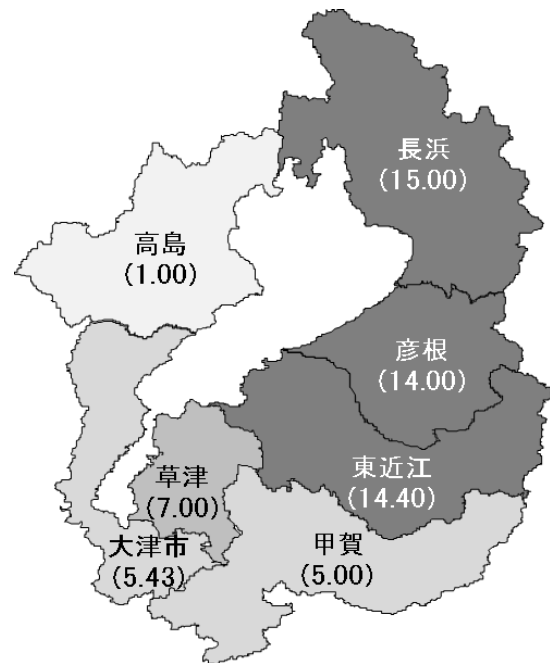 長浜
(15.00)
高島
(1.00)
彦根
(14.00)
東近江
(14.40)
草津
(7.00)
大津市
(5.43)
甲賀
(5.00)